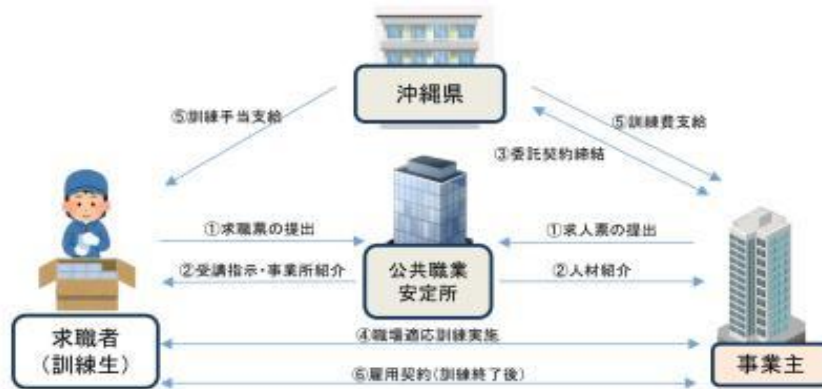 沖縄県
⑤訓練手当支給
⑤訓練費支給
③委託契約締結
①求職票の提出
①求人票の提出
②受講指示・事業所紹介
公共職業
安定所
②人材紹介
求職者
（訓練生）
④職場適応訓練実施
事業主
⑥雇用契約（訓練終了後）